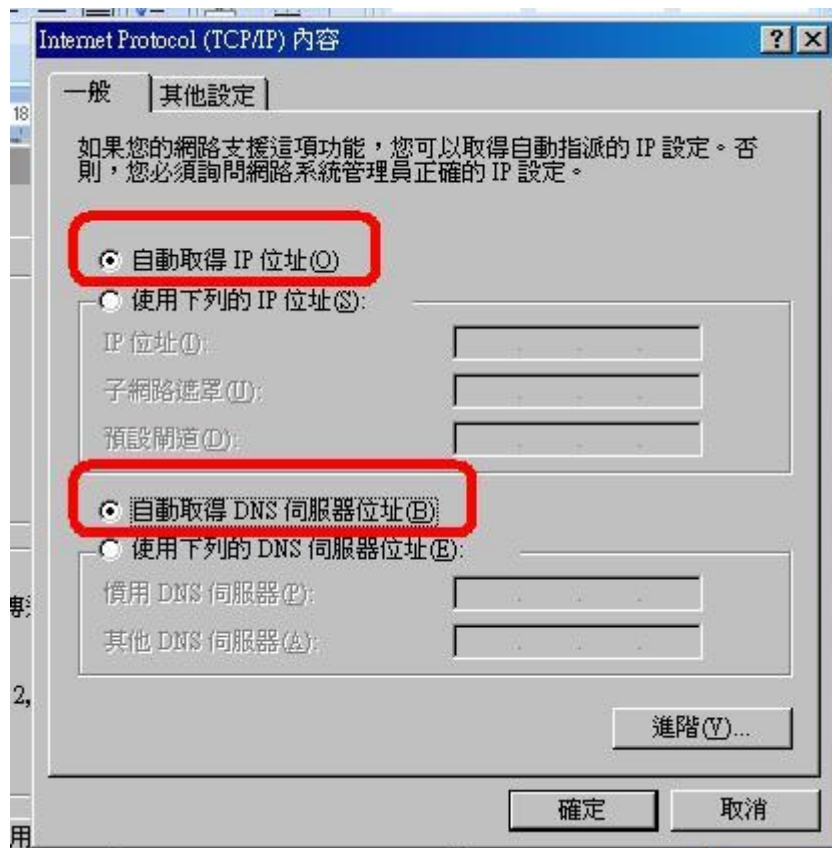 Internet Protocol (TCP/IP) 內容
一般
其他設定
18
如果您的網路支援這項功能,您可以取得自動指派的 IP 設定。否
則,您必須詢問網路系統管理員正確的 IP 設定。
自動取得 IP 位址(O)
使用下列的 IP 位址(S):
IP 位址(I):
子網路遮罩(U):
預設閘道(D):
自動取得 DNS 伺服器位址(B)
使用下列的 DNS 伺服器位址(E):
慣用 DNS 伺服器(P):
其他 DNS 伺服器(A):
2,
進階(V)...
確定
取消
用